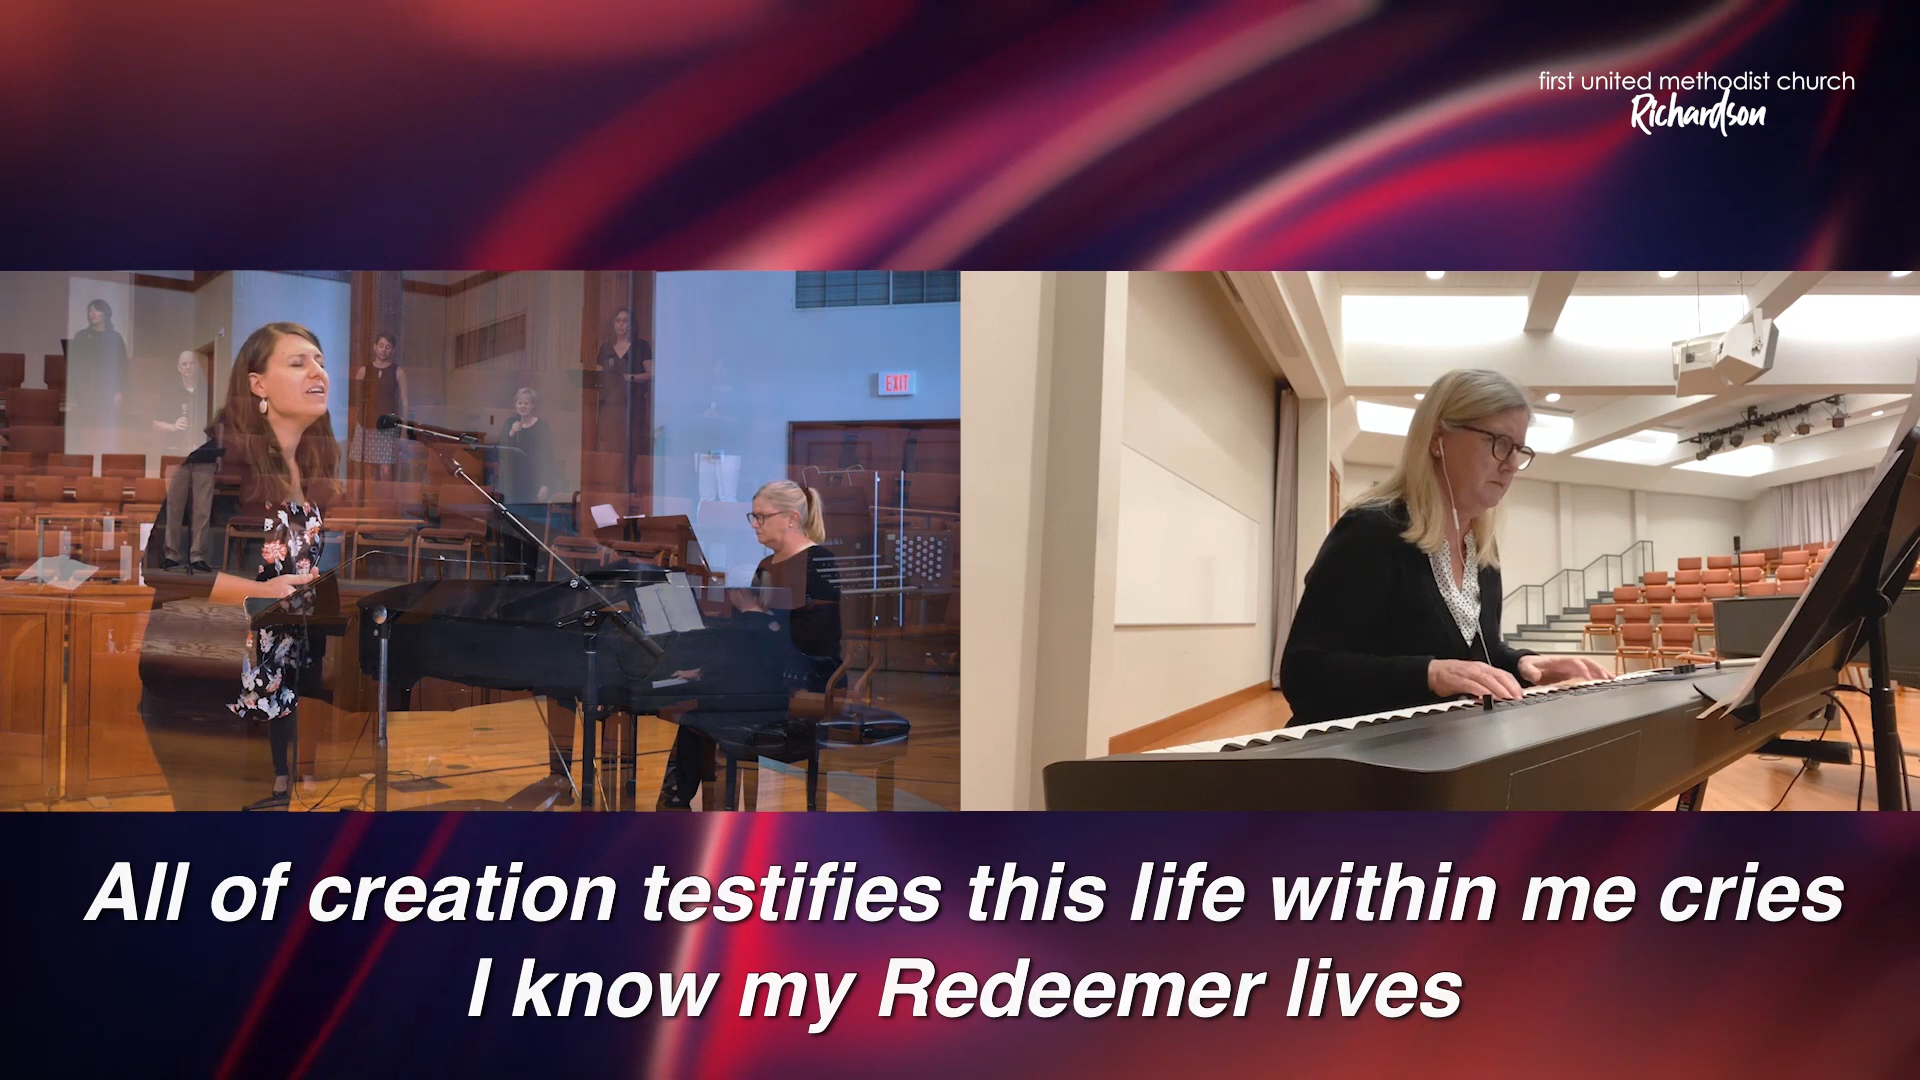 first united methodist church
Richardson
EXIT
All of creation testifies this life within me cries
I know my Redeemer lives